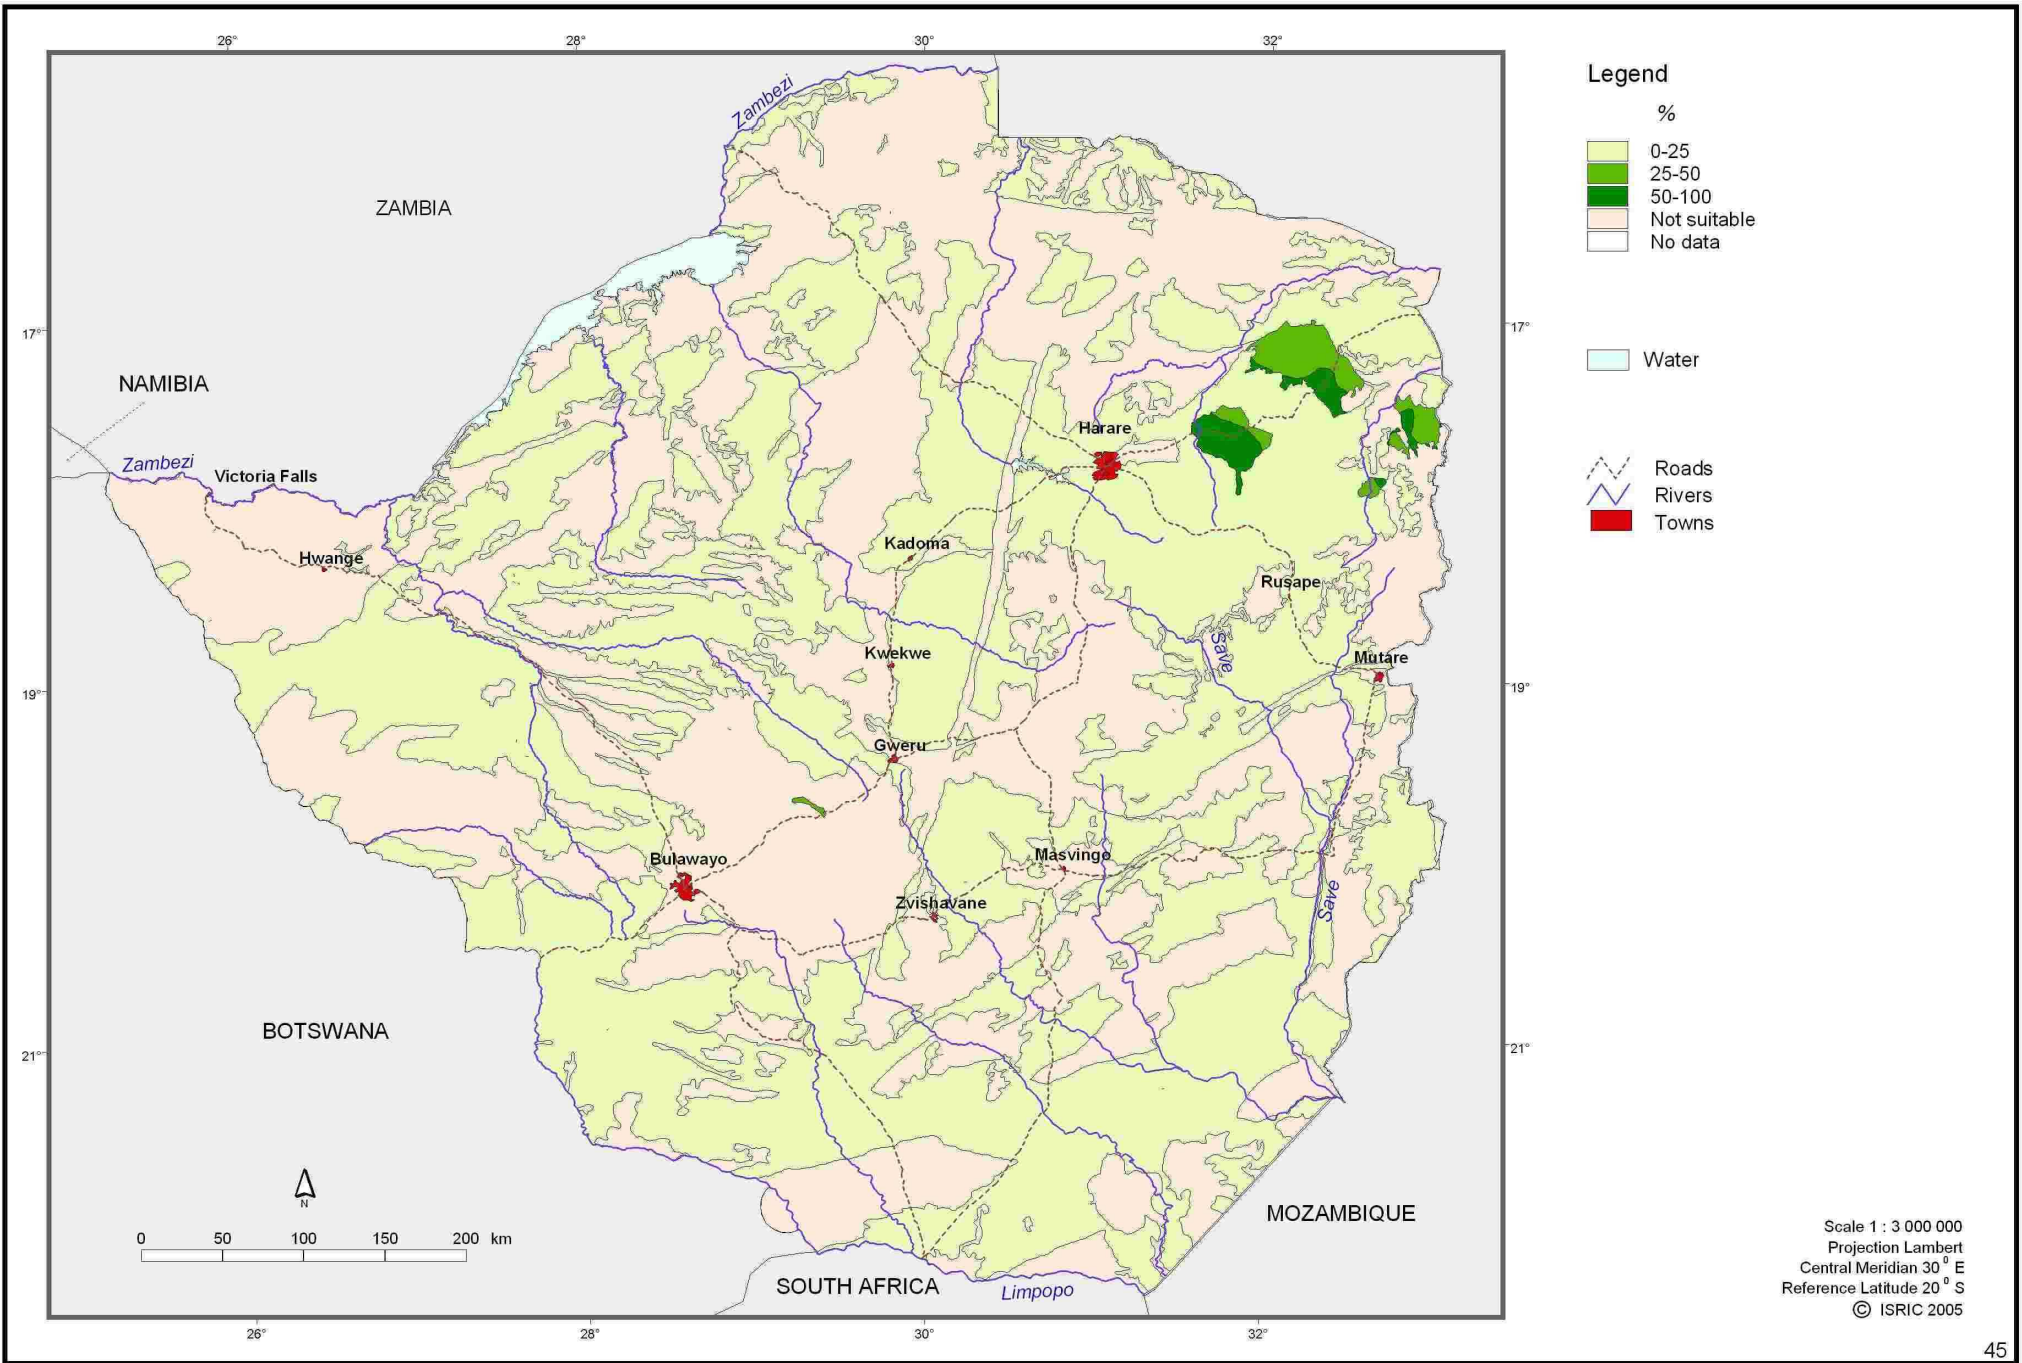 26°
28°
30°
32°
Zambezi
ZAMBIA
17°
17°
NAMIBIA
Harare
Zambezi
Victoria Falls
Kadoma
Hwange
Rusape
Save
Kwekwe
Mutare
19°
19°
Gweru
Bulawayo
Masvingo
Zvishavane
Save
BOTSWANA
21°
21°
N
MOZAMBIQUE
0 50 100 150 200 km
SOUTH AFRICA
Limpopo
26°
28°
30°
32°
Legend
%
0-25
25-50
50-100
Not suitable
No data
Water
Roads
Rivers
Towns
Scale 1 : 3 000 000
Projection Lambert
Central Meridian 30° E
Reference Latitude 20° S
© ISRIC 2005
45